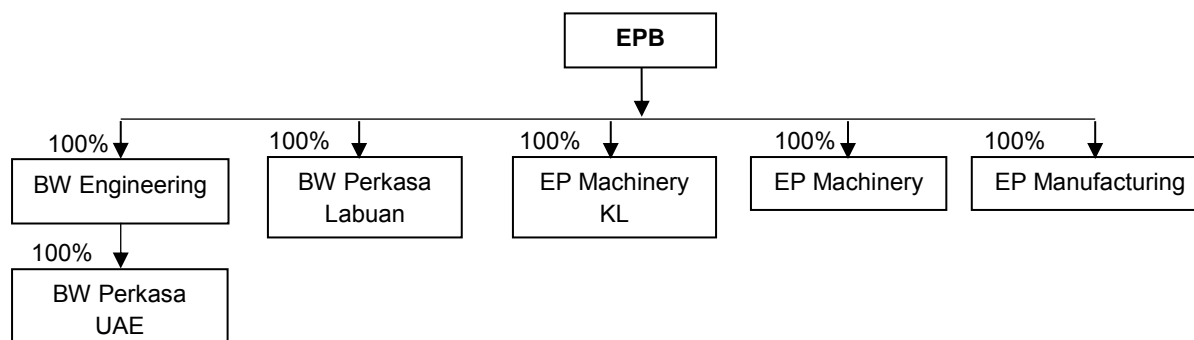 EPB
100%
100%
100%
100%
100%
BW Engineering
BW Perkasa
Labuan
EP Machinery
KL
EP Machinery
EP Manufacturing
100%
BW Perkasa
UAE